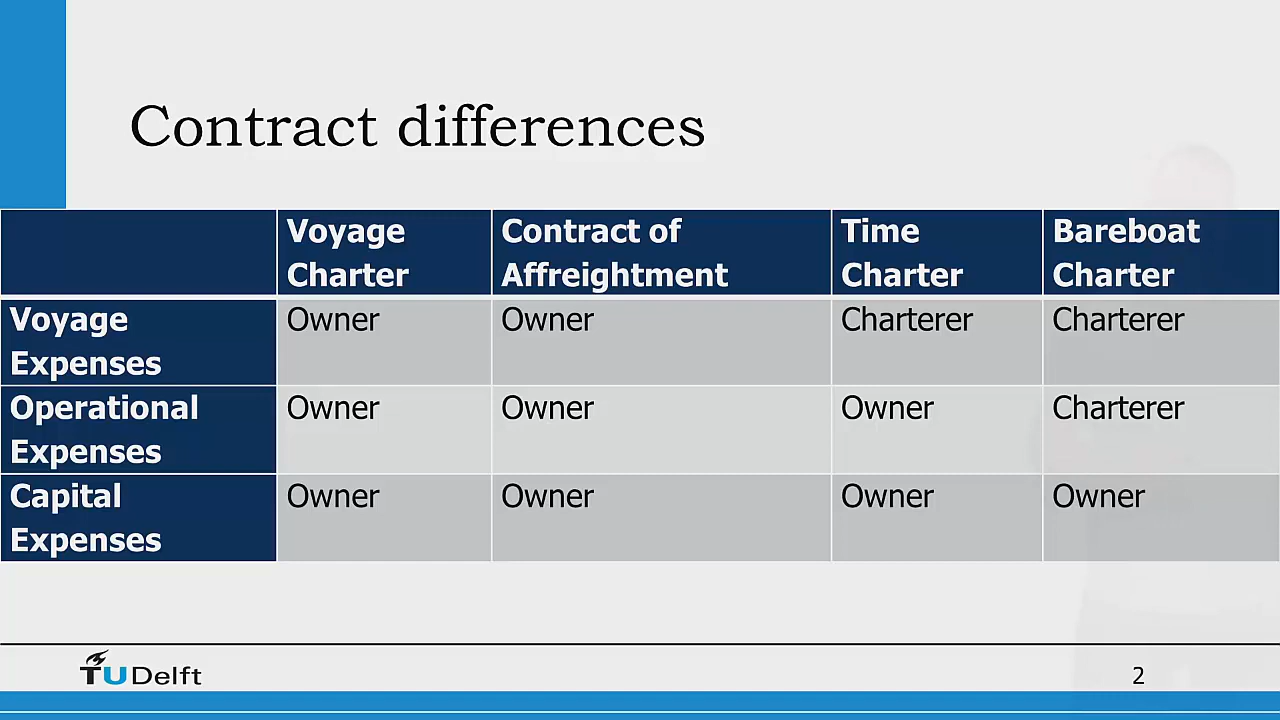 Contract differences
Voyage Charter
Contract of Affreightment
Time Charter
Bareboat Charter
Voyage Expenses
Owner
Owner
Charterer
Charterer
Operational Expenses
Owner
Owner
Owner
Charterer
Capital Expenses
Owner
Owner
Owner
Owner
TU Delft
2